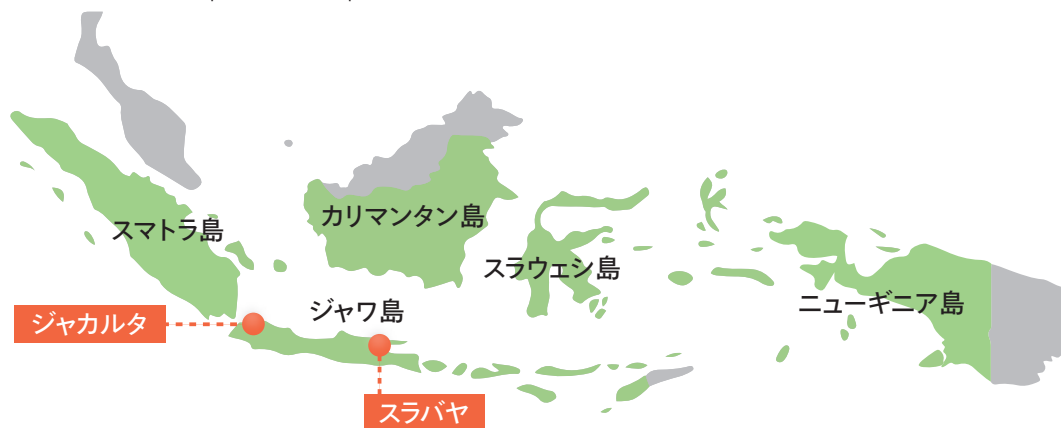 スマトラ島
カリマンタン島
スラウェシ島
ニューギニア島
ジャワ島
ジャカルタ
スラバヤ